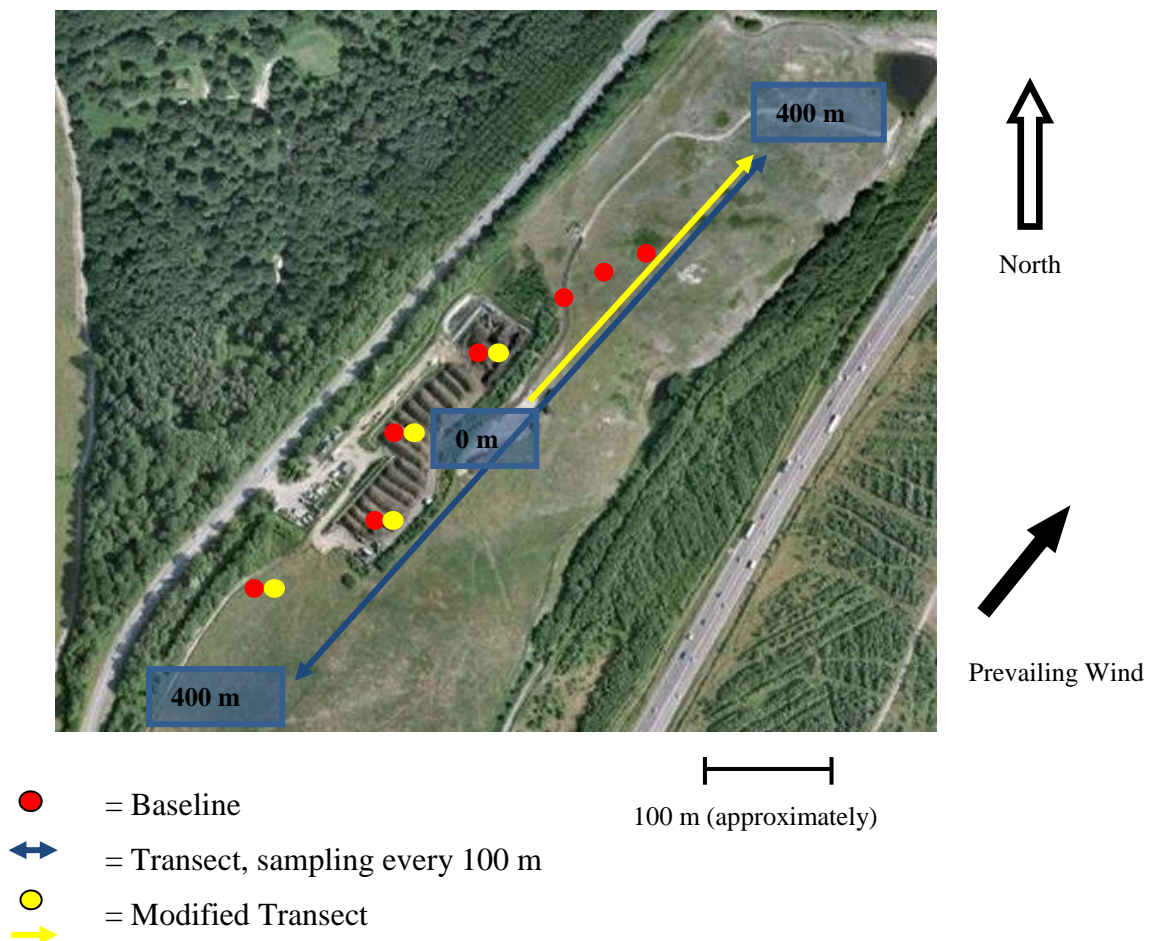 400 m
North
0 m
Prevailing Wind
400 m
100 m (approximately)
= Baseline
= Transect, sampling every 100 m
= Modified Transect